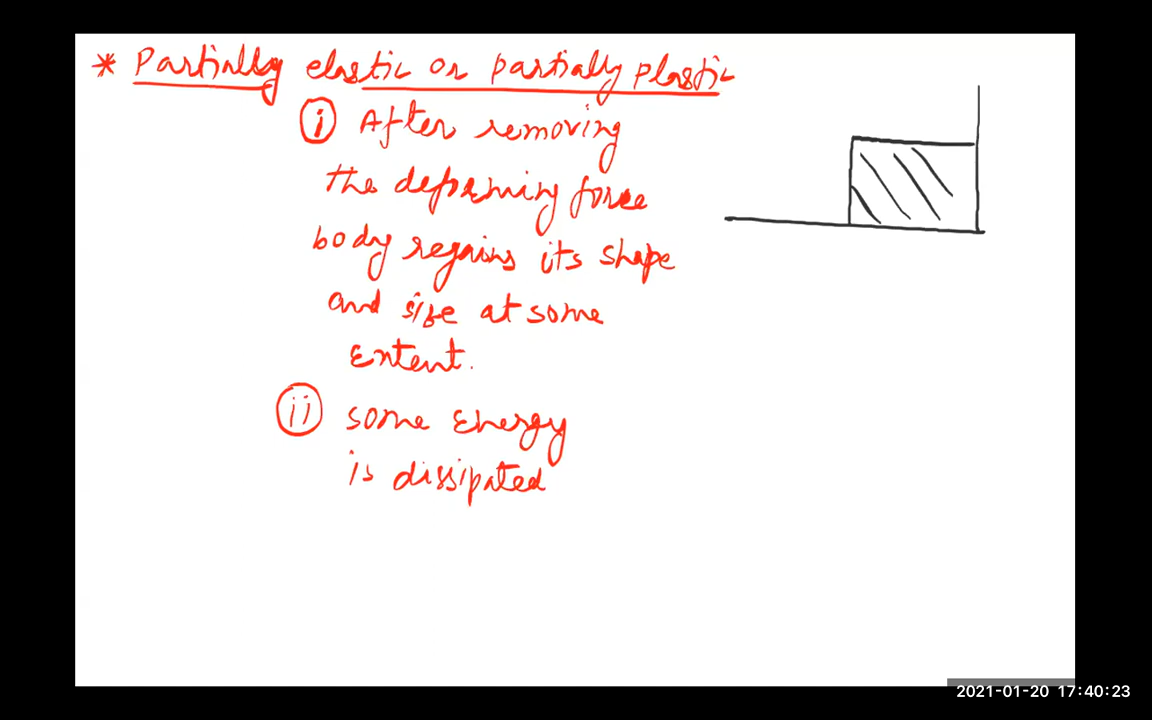 * Partially elastic or partially plastic
(i) After removing
the deforming force
body regains its shape
and size at some
Extent.
(ii) some Energy
is dissipated
2021-01-20 17:40:23